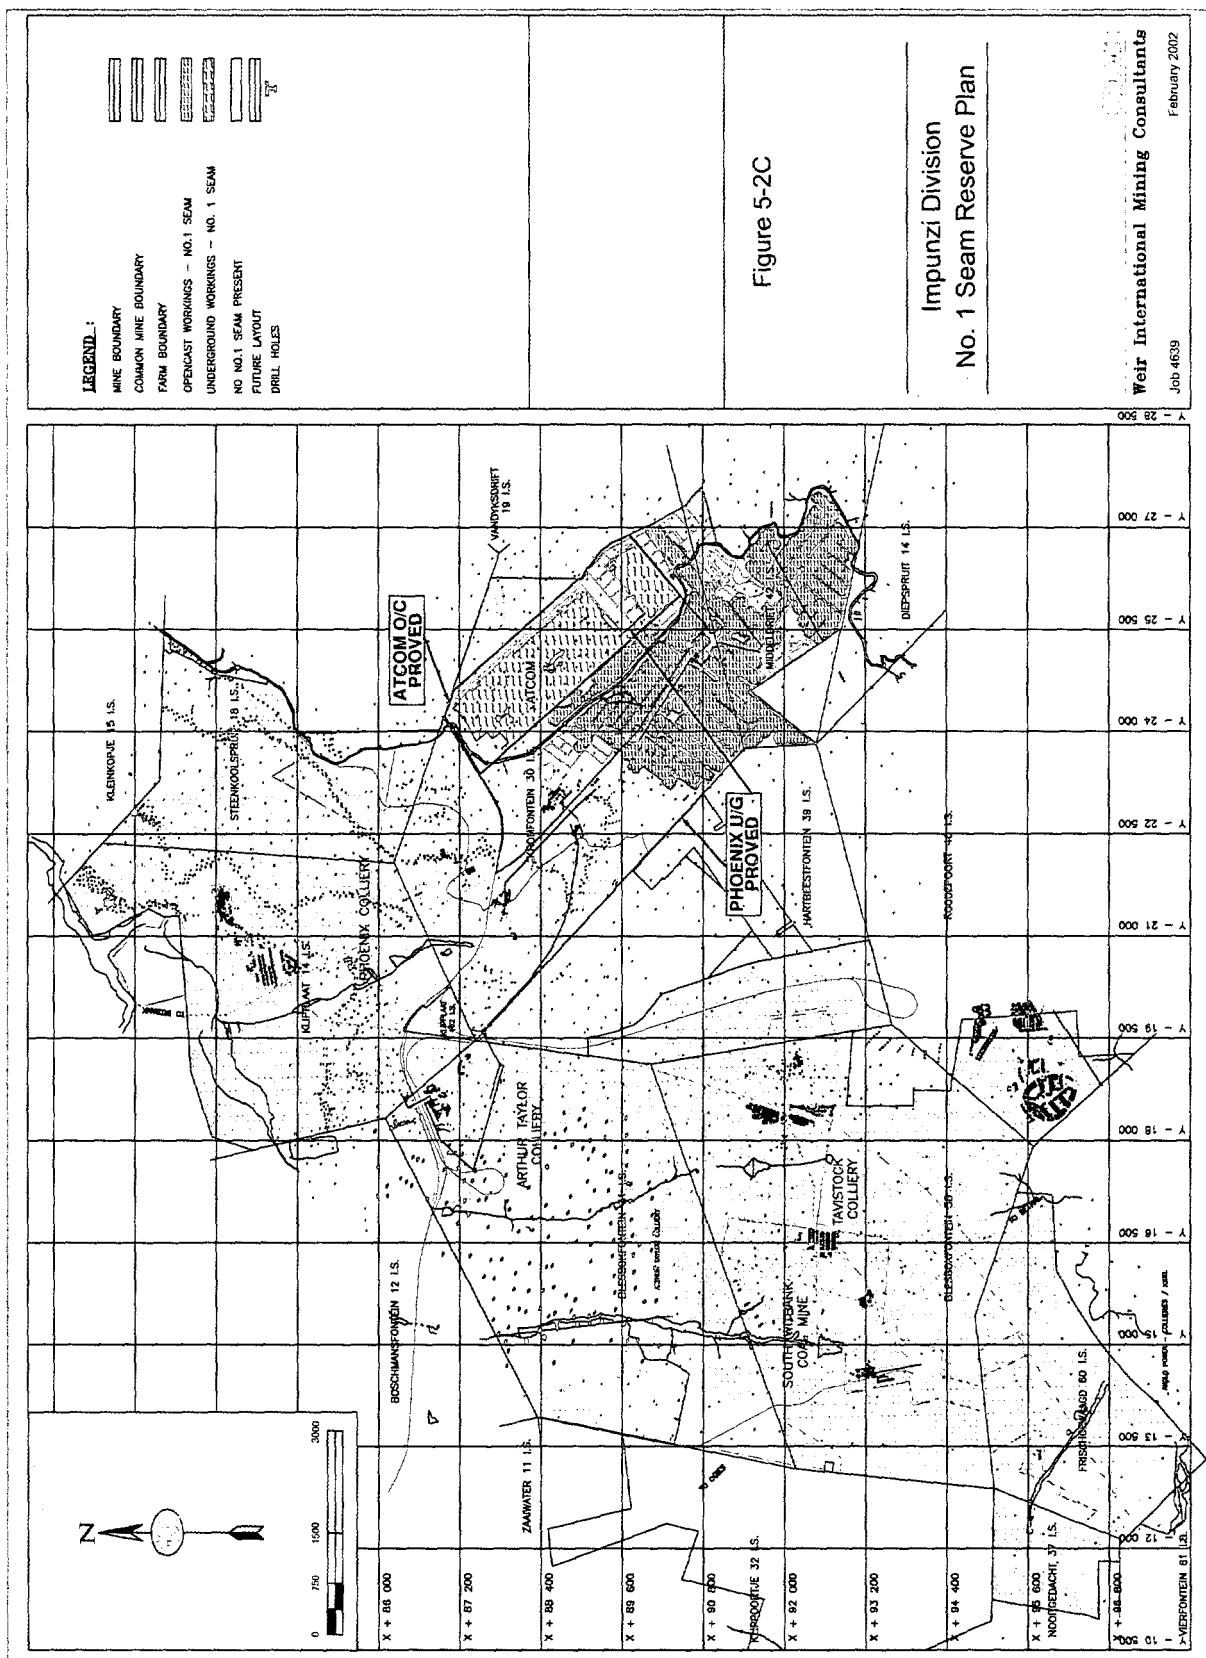 LEGEND :
MINE BOUNDARY
COMMON MINE BOUNDARY
FARM BOUNDARY
OPENCAST WORKINGS - NO.1 SEAM
UNDERGROUND WORKINGS - NO. 1 SEAM
NO NO.1 SEAM PRESENT
FUTURE LAYOUT
DRILL HOLES
Figure 5-2C
Impunzi Division
No. 1 Seam Reserve Plan
Weir International Mining Consultants
Job 4639
February 2002
N
0
750
1500
3000
X + 86 000
X + 87 200
X + 88 400
X + 89 600
X + 90 800
X + 92 000
X + 93 200
X + 94 400
X + 95 600
X + 96 800
Y - 10 500
Y - 12 000
Y - 13 500
Y - 15 000
Y - 16 500
Y - 18 000
Y - 19 500
Y - 21 000
Y - 22 500
Y - 24 000
Y - 25 500
Y - 27 000
Y - 28 500
KLEINKOPJE 15 I.S.
STEENKOOLSPRUIT 18 I.S.
VANDYKSDRIFT
19 I.S.
ATCOM O/C
PROVED
ATCOM
PHOENIX COLLIERY
KLIPPLAAT 14 I.S.
MIDDELDRIFT 42
DIEPSPRUIT 14 I.S.
PHOENIX U/G
PROVED
HARTBEESTFONTEIN 39 I.S.
ROODEPOORT 40 I.S.
ARTHUR TAYLOR
COLLIERY
BOSCHMANSFONTEIN 12 I.S.
TAVISTOCK
COLLIERY
SOUTH WITBANK
COAL MINE
ZAAIWATER 11 I.S.
TO OGIES
FRISCHGEWAAGD 60 I.S.
NOOITGEDACHT 37 I.S.
VIERFONTEIN 61 I.S.